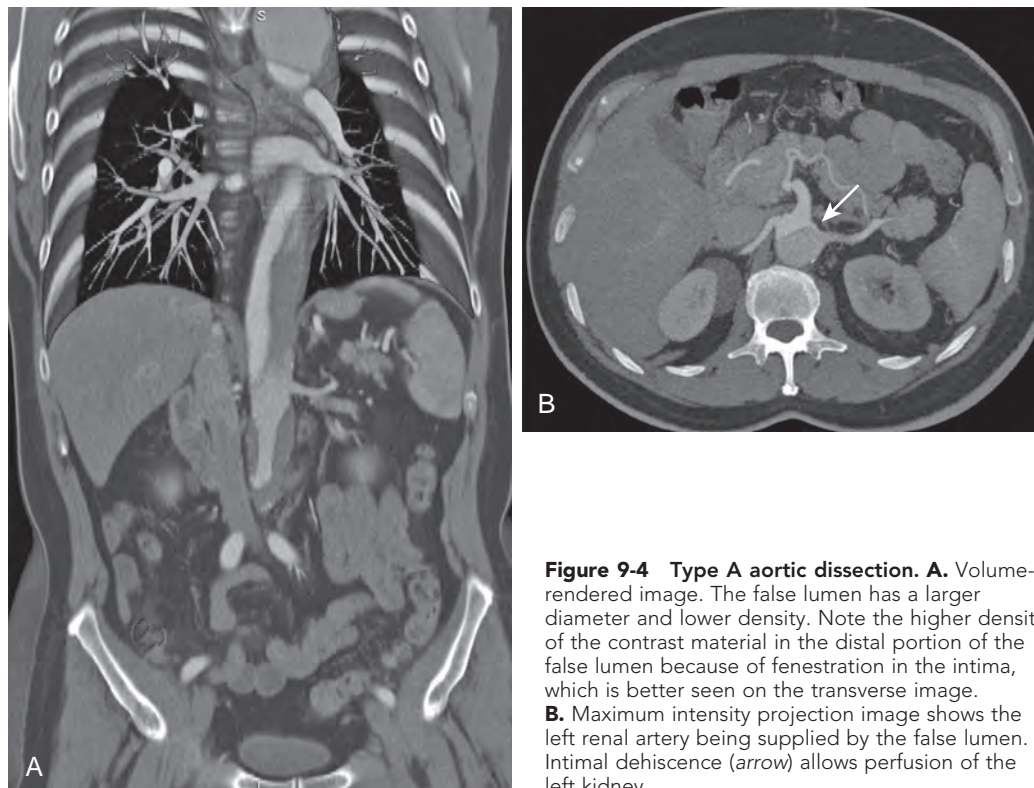 S
A
B
Figure 9-4 Type A aortic dissection. A. Volume-
rendered image. The false lumen has a larger
diameter and lower density. Note the higher densit
of the contrast material in the distal portion of the
false lumen because of fenestration in the intima,
which is better seen on the transverse image.
B. Maximum intensity projection image shows the
left renal artery being supplied by the false lumen.
Intimal dehiscence (arrow) allows perfusion of the
left kidney